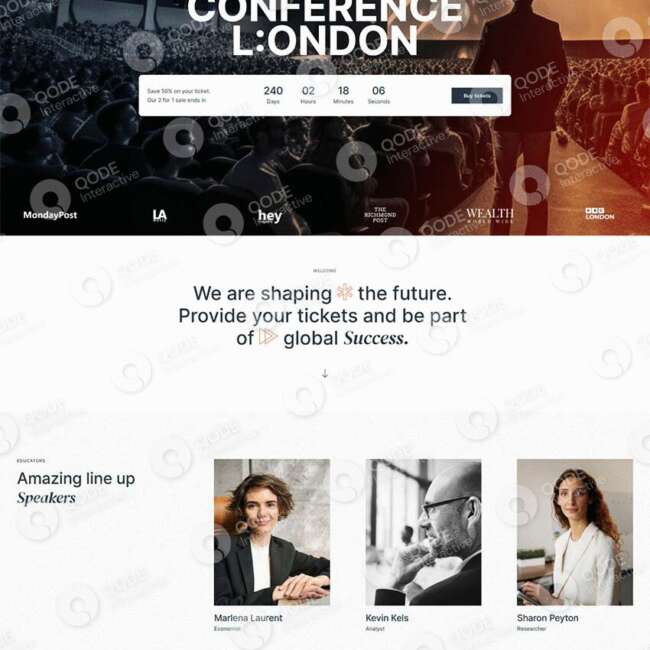 CONFERENCE
L:ONDON
Save 50% on your ticket.
Our 2 for 1 sale ends in
240 02 18 06
Days Hours Minutes Seconds
Buy tickets
MondayPost
LA
hey
THE
RICHMOND
POST
WEALTH
WORLD WIDE
LONDON
WELCOME
We are shaping the future.
Provide your tickets and be part
of global Success.
EDUCATORS
Amazing line up
Speakers
Marlena Laurent
Economist
Kevin Kels
Analyst
Sharon Peyton
Researcher
QODE
Interactive